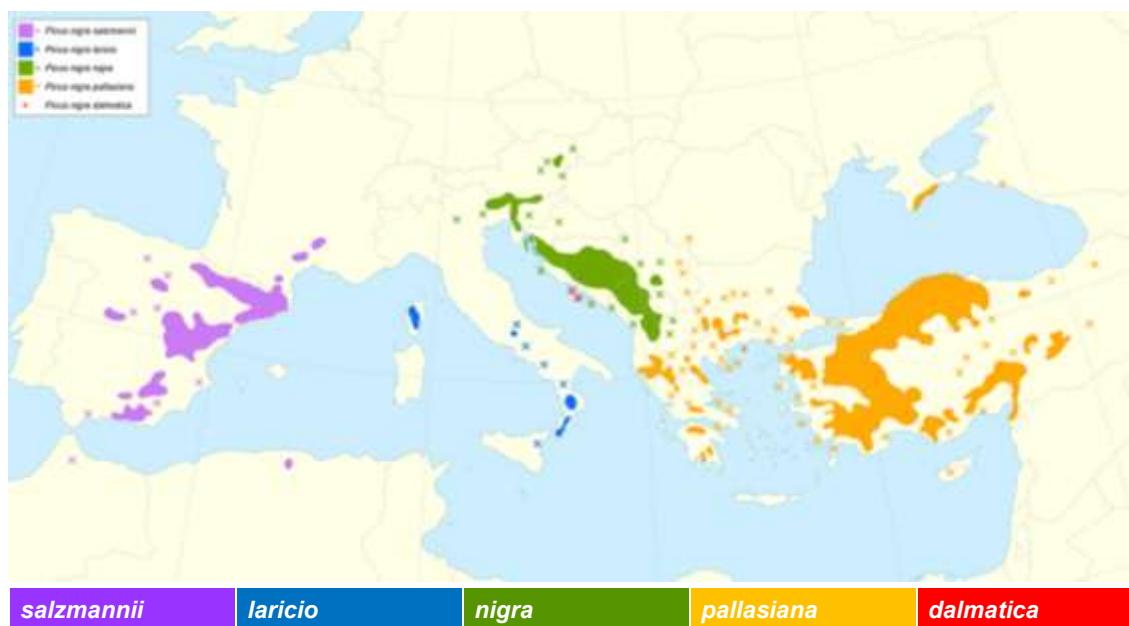 Pinus nigra salzmannii
Pinus nigra laricio
Pinus nigra nigra
Pinus nigra pallasiana
Pinus nigra dalmatica
salzmannii laricio nigra pallasiana dalmatica